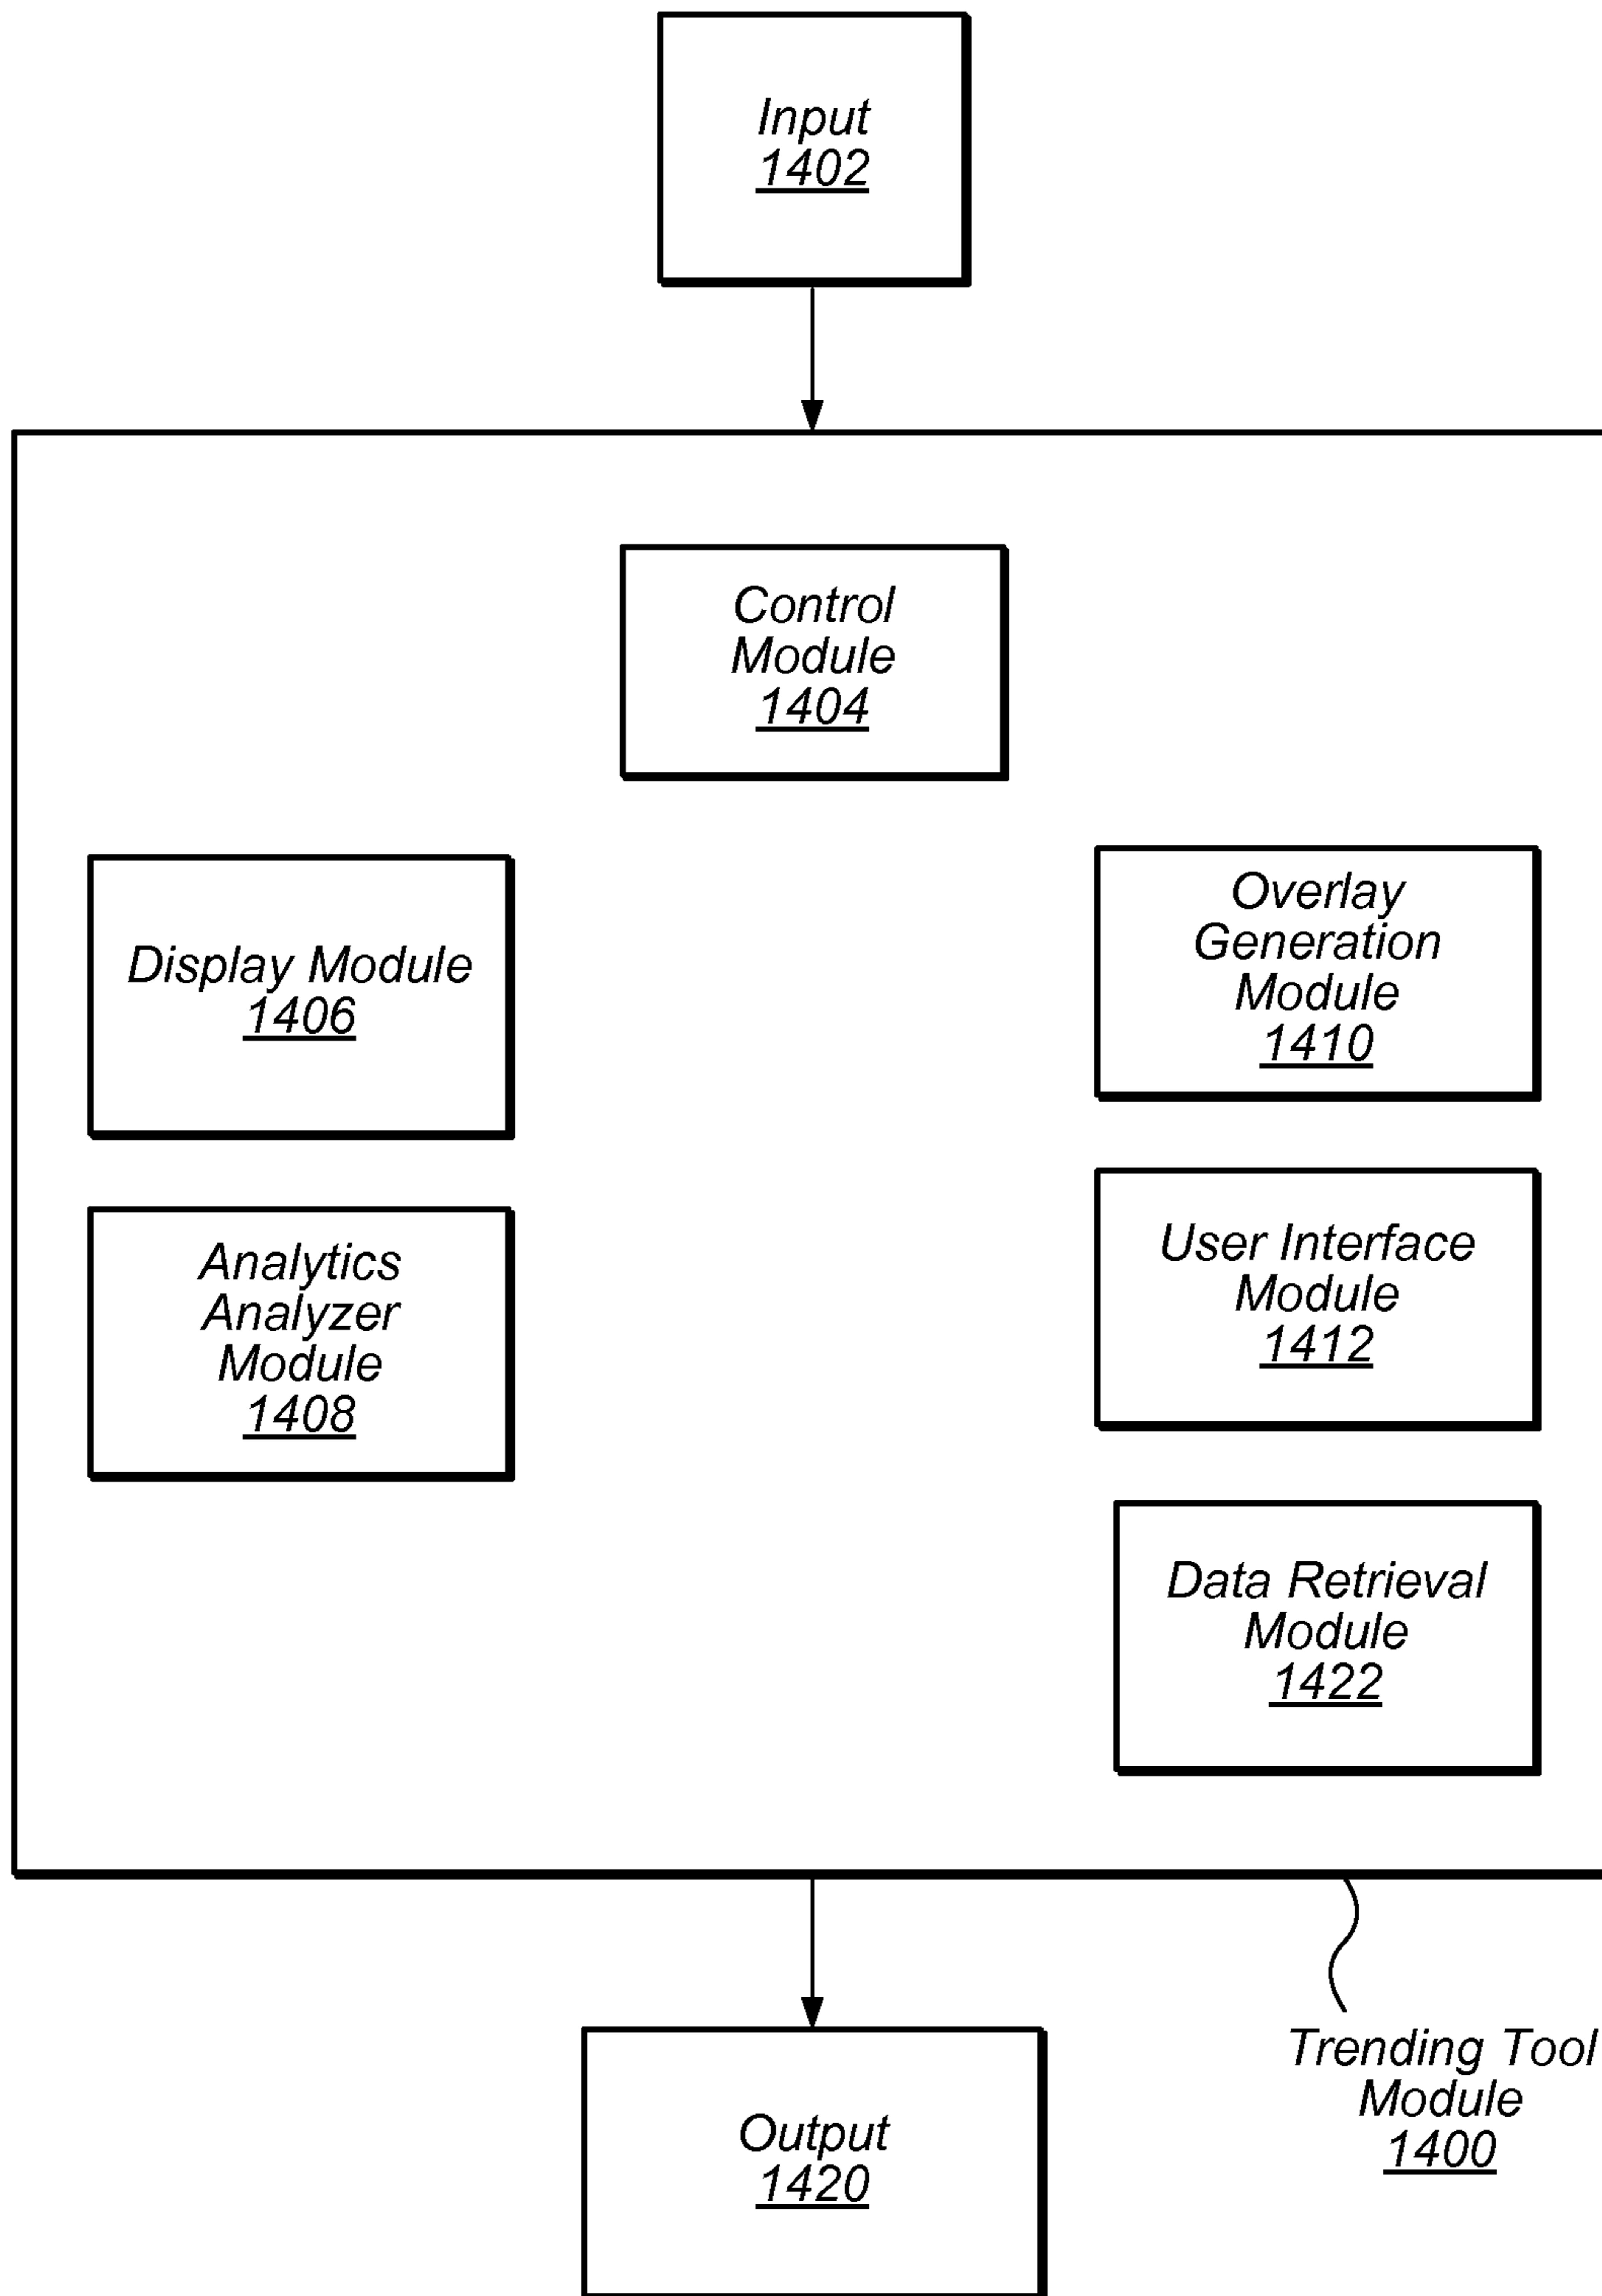 Input
1402
Control
Module
1404
Display Module
1406
Analytics
Analyzer
Module
1408
Overlay
Generation
Module
1410
User Interface
Module
1412
Data Retrieval
Module
1422
Output
1420
Trending Tool
Module
1400